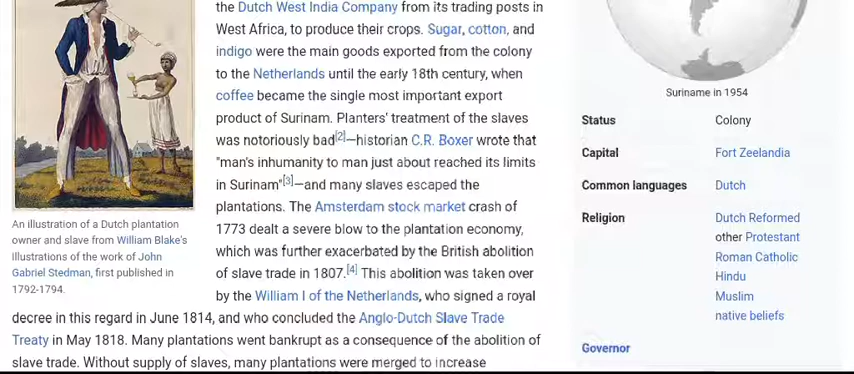 the Dutch West India Company from its trading posts in
West Africa, to produce their crops. Sugar, cotton, and
indigo were the main goods exported from the colony
to the Netherlands until the early 18th century, when
coffee became the single most important export
product of Surinam. Planters' treatment of the slaves
was notoriously bad[2]—historian C.R. Boxer wrote that
"man's inhumanity to man just about reached its limits
in Surinam"[3]—and many slaves escaped the
plantations. The Amsterdam stock market crash of
1773 dealt a severe blow to the plantation economy,
which was further exacerbated by the British abolition
of slave trade in 1807.[4] This abolition was taken over
by the William I of the Netherlands, who signed a royal
decree in this regard in June 1814, and who concluded the Anglo-Dutch Slave Trade
Treaty in May 1818. Many plantations went bankrupt as a consequence of the abolition of
slave trade. Without supply of slaves, many plantations were merged to increase
An illustration of a Dutch plantation
owner and slave from William Blake's
illustrations of the work of John
Gabriel Stedman, first published in
1792-1794.
Suriname in 1954
Status Colony
Capital Fort Zeelandia
Common languages Dutch
Religion Dutch Reformed
other Protestant
Roman Catholic
Hindu
Muslim
native beliefs
Governor